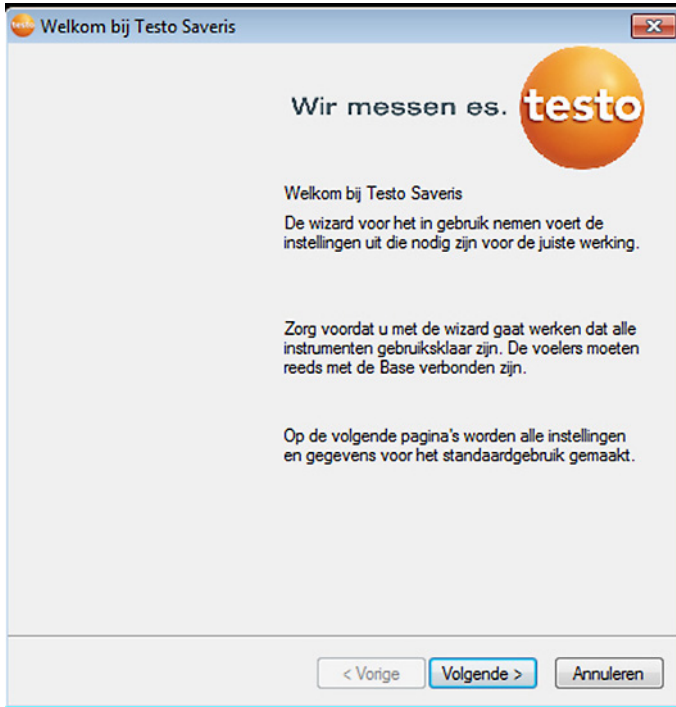 testo Welkom bij Testo Saveris
Wir messen es. testo
Welkom bij Testo Saveris
De wizard voor het in gebruik nemen voert de
instellingen uit die nodig zijn voor de juiste werking.
Zorg voordat u met de wizard gaat werken dat alle
instrumenten gebruiksklaar zijn. De voelers moeten
reeds met de Base verbonden zijn.
Op de volgende pagina's worden alle instellingen
en gegevens voor het standaardgebruik gemaakt.
< Vorige Volgende > Annuleren